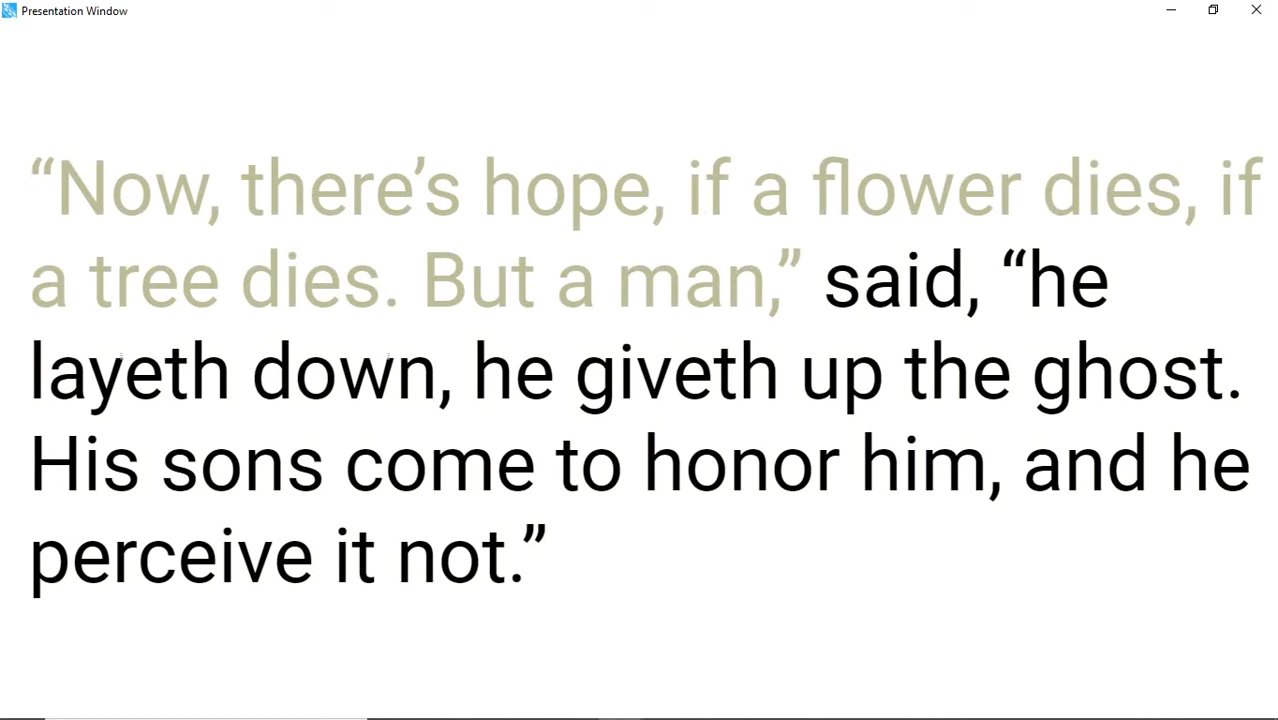 Presentation Window
“Now, there’s hope, if a flower dies, if
a tree dies. But a man,” said, “he
layeth down, he giveth up the ghost.
His sons come to honor him, and he
perceive it not.”